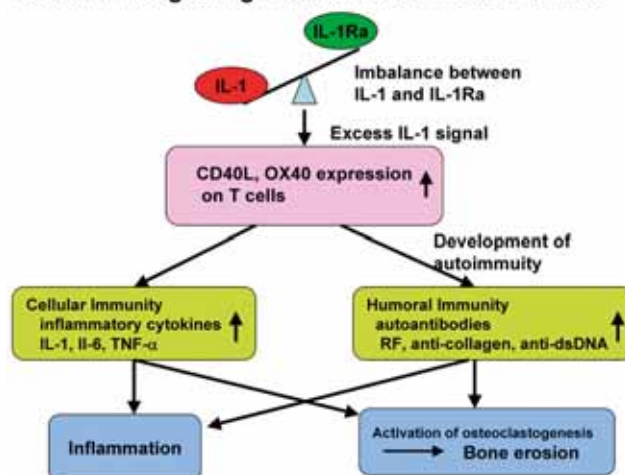 IL-1Ra
IL-1
Imbalance between
IL-1 and IL-1Ra
Excess IL-1 signal
CD40L, OX40 expression
on T cells
Development of
autoimmuity
Cellular Immunity
inflammatory cytokines
IL-1, Il-6, TNF-α
Humoral Immunity
autoantibodies
RF, anti-collagen, anti-dsDNA
Inflammation
Activation of osteoclastogenesis
Bone erosion